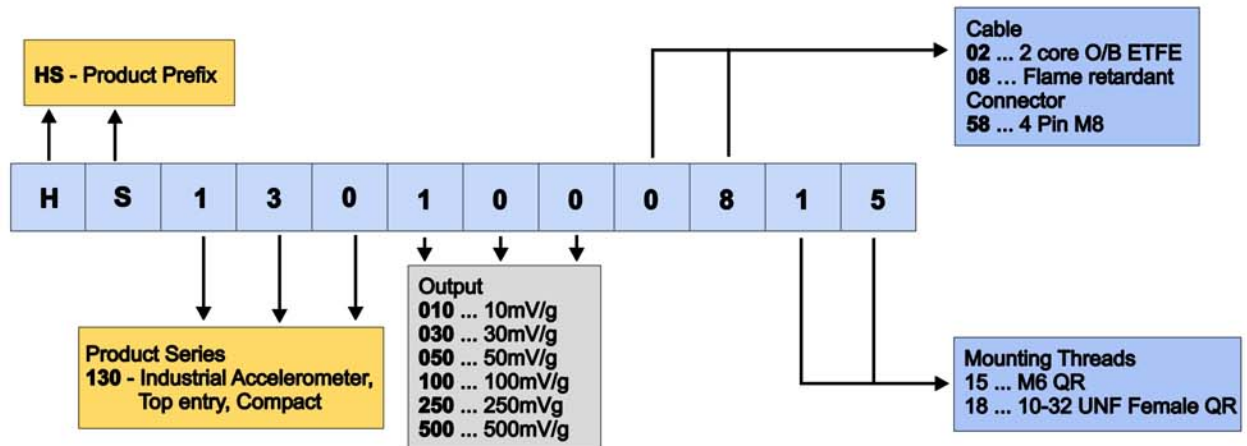 HS - Product Prefix
Cable
02 ... 2 core O/B ETFE
08 ... Flame retardant
Connector
58 ... 4 Pin M8
H S 1 3 0 1 0 0 0 8 1 5
Product Series
130 - Industrial Accelerometer,
Top entry, Compact
Output
010 ... 10mV/g
030 ... 30mV/g
050 ... 50mV/g
100 ... 100mV/g
250 ... 250mVg
500 ... 500mV/g
Mounting Threads
15 ... M6 QR
18 ... 10-32 UNF Female QR